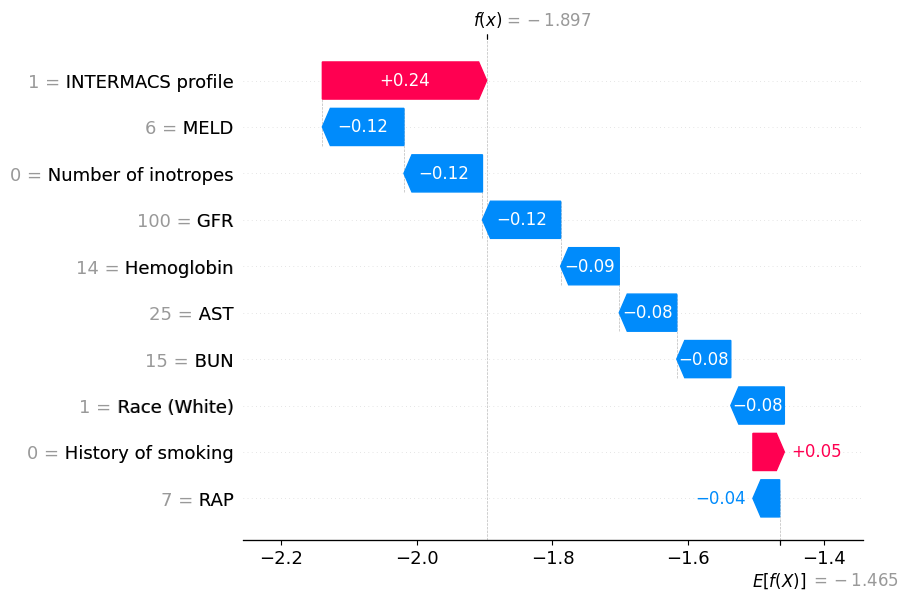 f(x) = −1.897
1 = INTERMACS profile
+0.24
6 = MELD
−0.12
0 = Number of inotropes
−0.12
100 = GFR
−0.12
14 = Hemoglobin
−0.09
25 = AST
−0.08
15 = BUN
−0.08
1 = Race (White)
−0.08
0 = History of smoking
+0.05
7 = RAP
−0.04
−2.2 −2.0 −1.8 −1.6 −1.4
E[f(X)] = −1.465